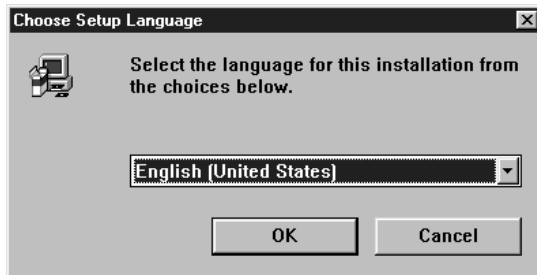 Choose Setup Language
Select the language for this installation from
the choices below.
English (United States)
OK
Cancel